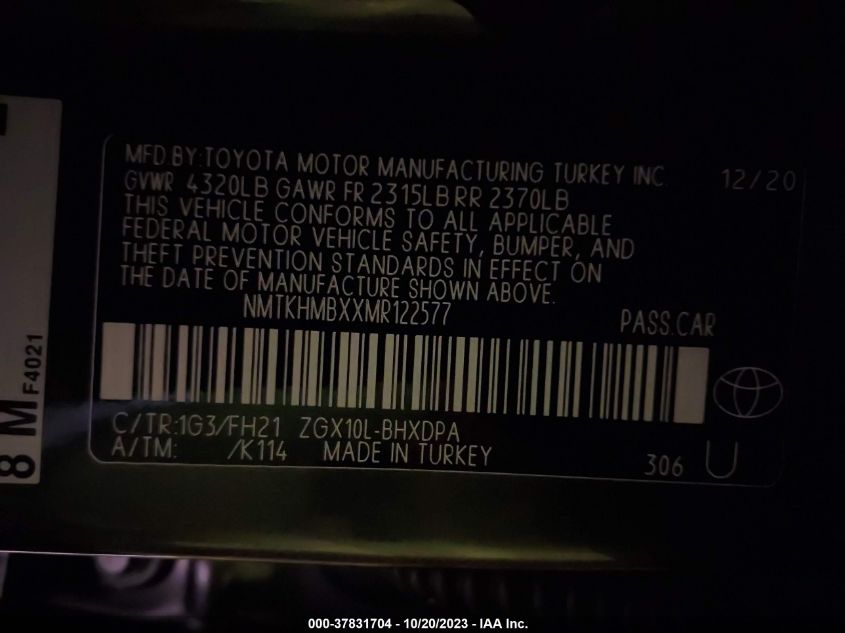 MFD.BY:TOYOTA MOTOR MANUFACTURING TURKEY INC. 12/20
GVWR 4320LB GAWR FR 2315LB RR 2370LB
THIS VEHICLE CONFORMS TO ALL APPLICABLE
FEDERAL MOTOR VEHICLE SAFETY, BUMPER, AND
THEFT PREVENTION STANDARDS IN EFFECT ON
THE DATE OF MANUFACTURE SHOWN ABOVE.
NMTKHMBXXMR122577 PASS.CAR
C/TR:1G3/FH21 ZGX10L-BHXDPA
A/TM: /K114 MADE IN TURKEY 306 U
8 M F4021
000-37831704 - 10/20/2023 - IAA Inc.